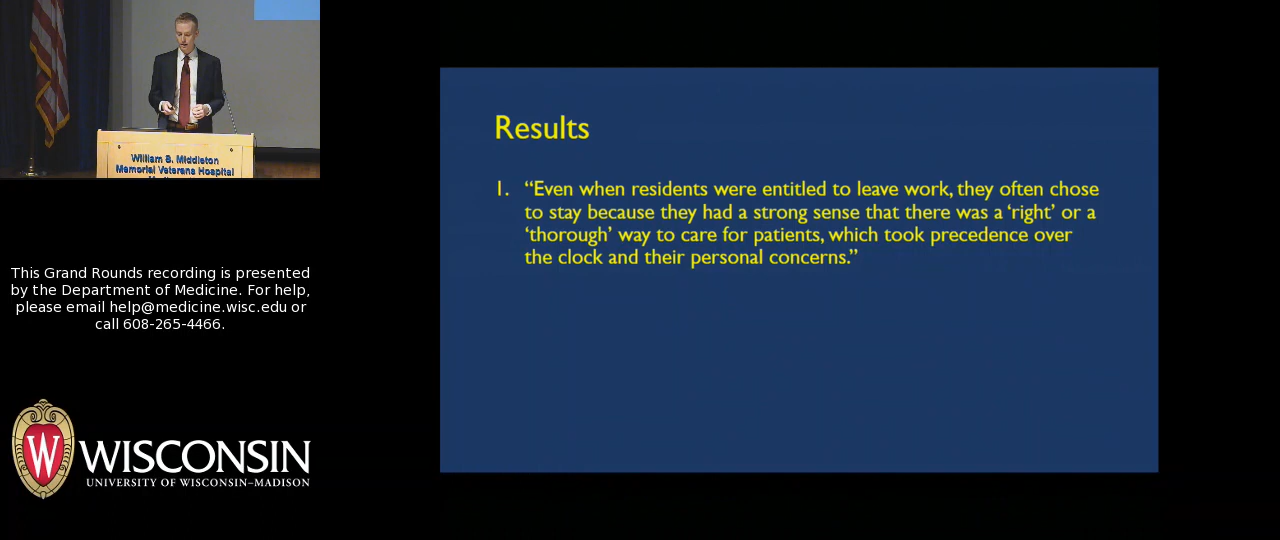 William S. Middleton
Memorial Veterans Hospital
This Grand Rounds recording is presented
by the Department of Medicine. For help,
please email help@medicine.wisc.edu or
call 608-265-4466.
W
WISCONSIN
UNIVERSITY OF WISCONSIN–MADISON
Results
1. “Even when residents were entitled to leave work, they often chose
to stay because they had a strong sense that there was a ‘right’ or a
‘thorough’ way to care for patients, which took precedence over
the clock and their personal concerns.”